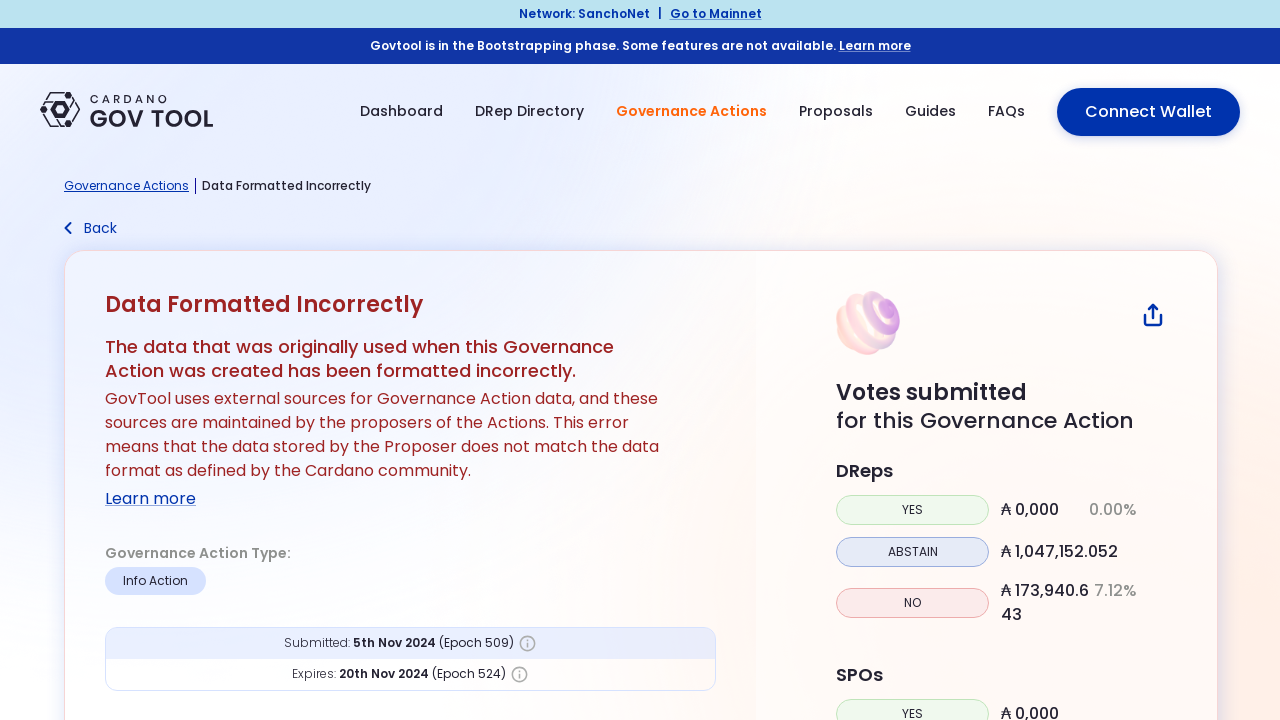 Network: SanchoNet | Go to Mainnet
Govtool is in the Bootstrapping phase. Some features are not available. Learn more
CARDANO
GOV TOOL
Dashboard
DRep Directory
Governance Actions
Proposals
Guides
FAQs
Connect Wallet
Governance Actions | Data Formatted Incorrectly
Back
Data Formatted Incorrectly
The data that was originally used when this Governance
Action was created has been formatted incorrectly.
GovTool uses external sources for Governance Action data, and these
sources are maintained by the proposers of the Actions. This error
means that the data stored by the Proposer does not match the data
format as defined by the Cardano community.
Learn more
Governance Action Type:
Info Action
Submitted: 5th Nov 2024 (Epoch 509)
Expires: 20th Nov 2024 (Epoch 524)
Votes submitted
for this Governance Action
DReps
YES ₳ 0,000 0.00%
ABSTAIN ₳ 1,047,152.052
NO ₳ 173,940.6 7.12%
43
SPOs
YES ₳ 0,000